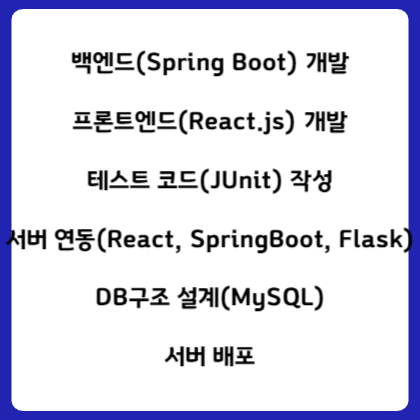 백엔드(Spring Boot) 개발
프론트엔드(React.js) 개발
테스트 코드(JUnit) 작성
서버 연동(React, SpringBoot, Flask)
DB구조 설계(MySQL)
서버 배포